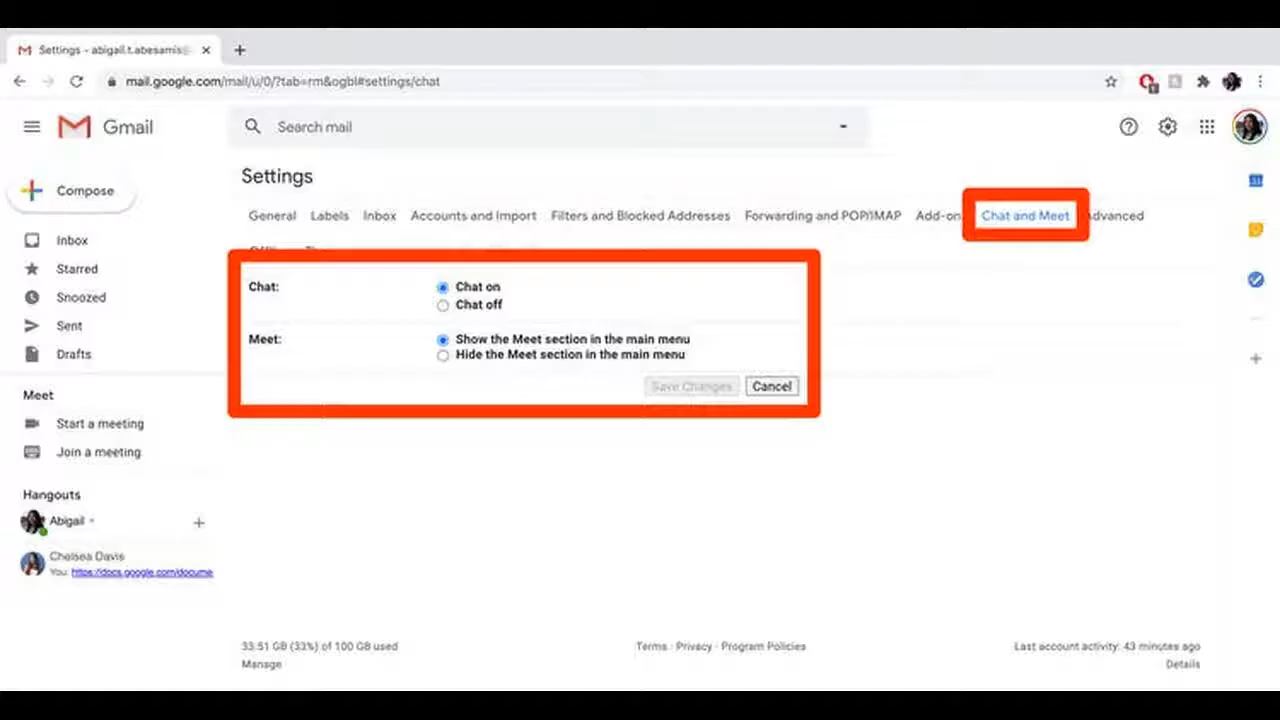 Settings - abigail.t.abesamis@
mail.google.com/mail/u/0/?tab=rm&ogbl#settings/chat
Gmail
Search mail
Compose
Inbox
Starred
Snoozed
Sent
Drafts
Meet
Start a meeting
Join a meeting
Hangouts
Abigail
Chelsea Davis
You: https://docs.google.com/docume
Settings
General Labels Inbox Accounts and Import Filters and Blocked Addresses Forwarding and POP/IMAP Add-on Chat and Meet dvanced
Chat: Chat on
Chat off
Meet: Show the Meet section in the main menu
Hide the Meet section in the main menu
Save Changes Cancel
33.51 GB (33%) of 100 GB used
Manage
Terms · Privacy · Program Policies
Last account activity: 43 minutes ago
Details